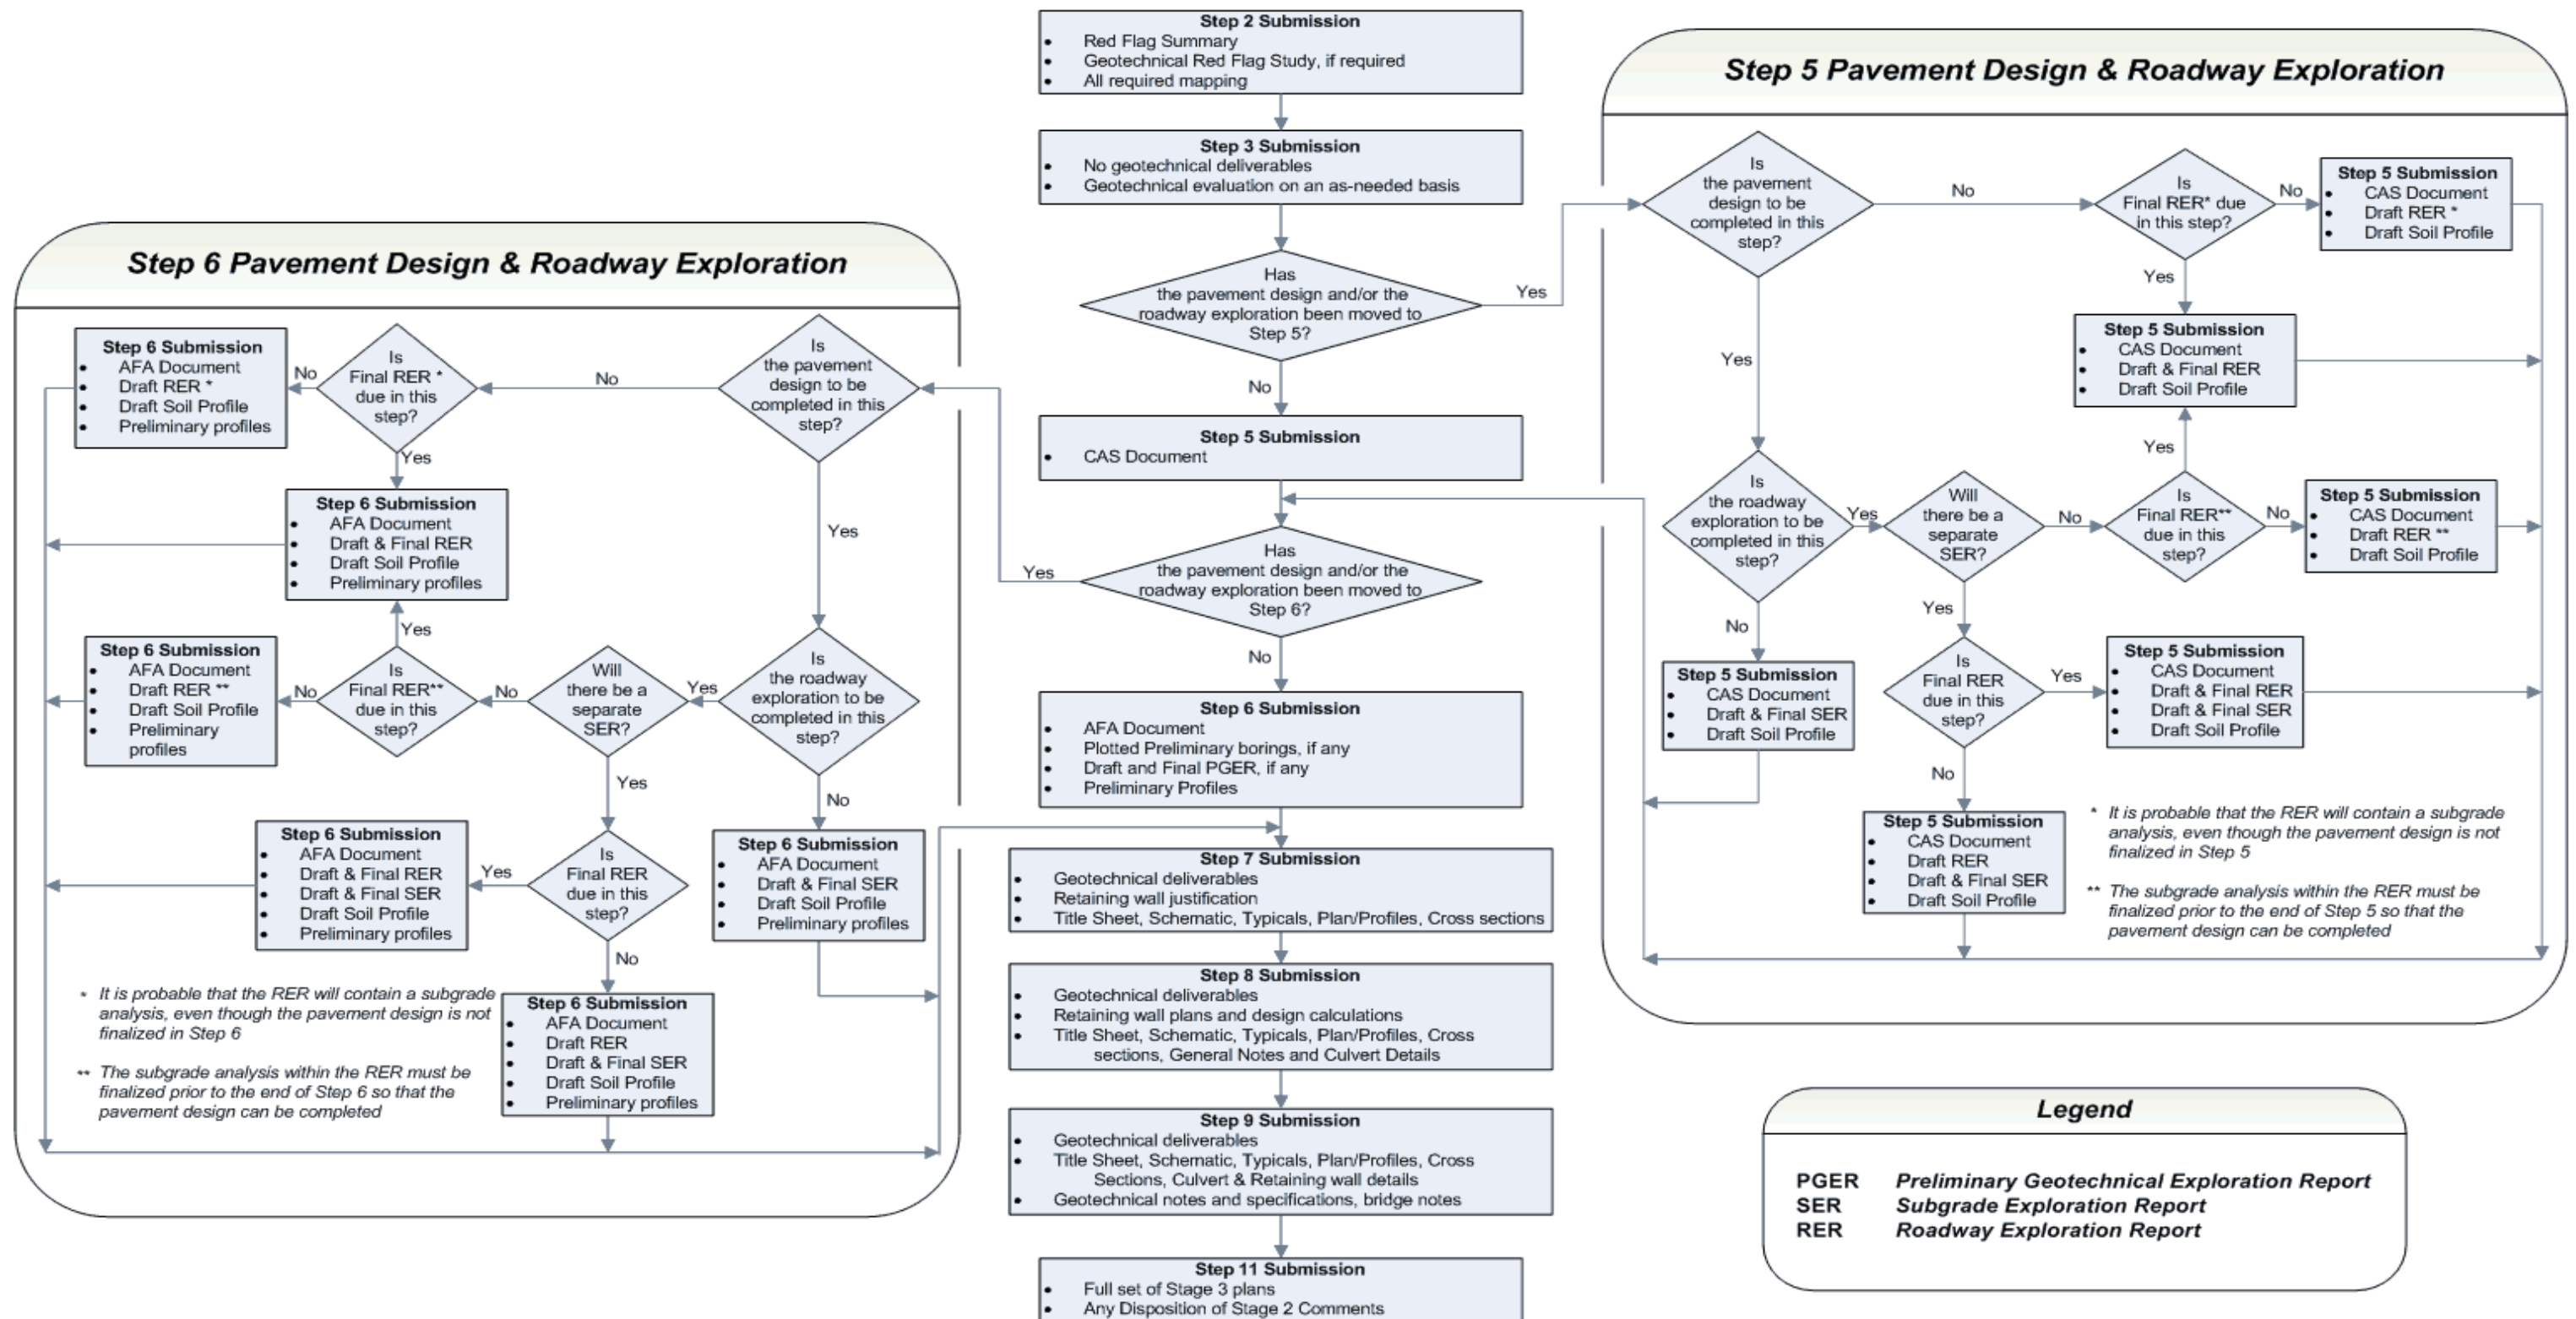 Step 2 Submission
• Red Flag Summary
• Geotechnical Red Flag Study, if required
• All required mapping
Step 3 Submission
• No geotechnical deliverables
• Geotechnical evaluation on an as-needed basis
Has
the pavement design and/or the
roadway exploration been moved to
Step 5?
Yes
No
Step 5 Submission
• CAS Document
Has
the pavement design and/or the
roadway exploration been moved to
Step 6?
Yes
No
Step 6 Submission
• AFA Document
• Plotted Preliminary borings, if any
• Draft and Final PGER, if any
• Preliminary Profiles
Step 7 Submission
• Geotechnical deliverables
• Retaining wall justification
• Title Sheet, Schematic, Typicals, Plan/Profiles, Cross sections
Step 8 Submission
• Geotechnical deliverables
• Retaining wall plans and design calculations
• Title Sheet, Schematic, Typicals, Plan/Profiles, Cross
sections, General Notes and Culvert Details
Step 9 Submission
• Geotechnical deliverables
• Title Sheet, Schematic, Typicals, Plan/Profiles, Cross
Sections, Culvert & Retaining wall details
• Geotechnical notes and specifications, bridge notes
Step 11 Submission
• Full set of Stage 3 plans
• Any Disposition of Stage 2 Comments
Step 6 Pavement Design & Roadway Exploration
Is
the pavement
design to be
completed in this
step?
No
Is
Final RER *
due in this
step?
No
Step 6 Submission
• AFA Document
• Draft RER *
• Draft Soil Profile
• Preliminary profiles
Yes
Step 6 Submission
• AFA Document
• Draft & Final RER
• Draft Soil Profile
• Preliminary profiles
Yes
Yes
Is
the roadway
exploration to be
completed in this
step?
Yes
Will
there be a
separate
SER?
No
Is
Final RER**
due in this
step?
No
Step 6 Submission
• AFA Document
• Draft RER **
• Draft Soil Profile
• Preliminary
profiles
Yes
No
Is
Final RER
due in this
step?
Yes
Step 6 Submission
• AFA Document
• Draft & Final RER
• Draft & Final SER
• Draft Soil Profile
• Preliminary profiles
Step 6 Submission
• AFA Document
• Draft & Final SER
• Draft Soil Profile
• Preliminary profiles
No
Step 6 Submission
• AFA Document
• Draft RER
• Draft & Final SER
• Draft Soil Profile
• Preliminary profiles
* It is probable that the RER will contain a subgrade
analysis, even though the pavement design is not
finalized in Step 6
** The subgrade analysis within the RER must be
finalized prior to the end of Step 6 so that the
pavement design can be completed
Step 5 Pavement Design & Roadway Exploration
Is
the pavement
design to be
completed in this
step?
No
Is
Final RER* due
in this step?
No
Step 5 Submission
• CAS Document
• Draft RER *
• Draft Soil Profile
Yes
Step 5 Submission
• CAS Document
• Draft & Final RER
• Draft Soil Profile
Yes
Yes
Is
the roadway
exploration to be
completed in this
step?
Yes
Will
there be a
separate
SER?
No
Is
Final RER**
due in this
step?
No
Step 5 Submission
• CAS Document
• Draft RER **
• Draft Soil Profile
No
Yes
Step 5 Submission
• CAS Document
• Draft & Final SER
• Draft Soil Profile
Is
Final RER
due in this
step?
Yes
Step 5 Submission
• CAS Document
• Draft & Final RER
• Draft & Final SER
• Draft Soil Profile
No
Step 5 Submission
• CAS Document
• Draft RER
• Draft & Final SER
• Draft Soil Profile
* It is probable that the RER will contain a subgrade
analysis, even though the pavement design is not
finalized in Step 5
** The subgrade analysis within the RER must be
finalized prior to the end of Step 5 so that the
pavement design can be completed
Legend
PGER Preliminary Geotechnical Exploration Report
SER Subgrade Exploration Report
RER Roadway Exploration Report